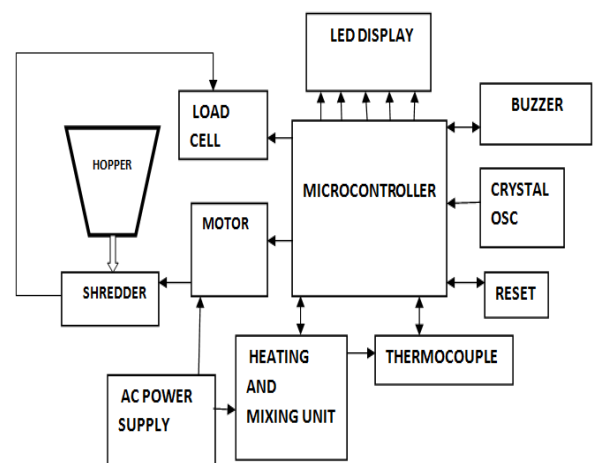 LED DISPLAY
LOAD
CELL
BUZZER
HOPPER
MICROCONTROLLER
CRYSTAL
OSC
MOTOR
SHREDDER
RESET
HEATING
AND
MIXING UNIT
THERMOCOUPLE
AC POWER
SUPPLY